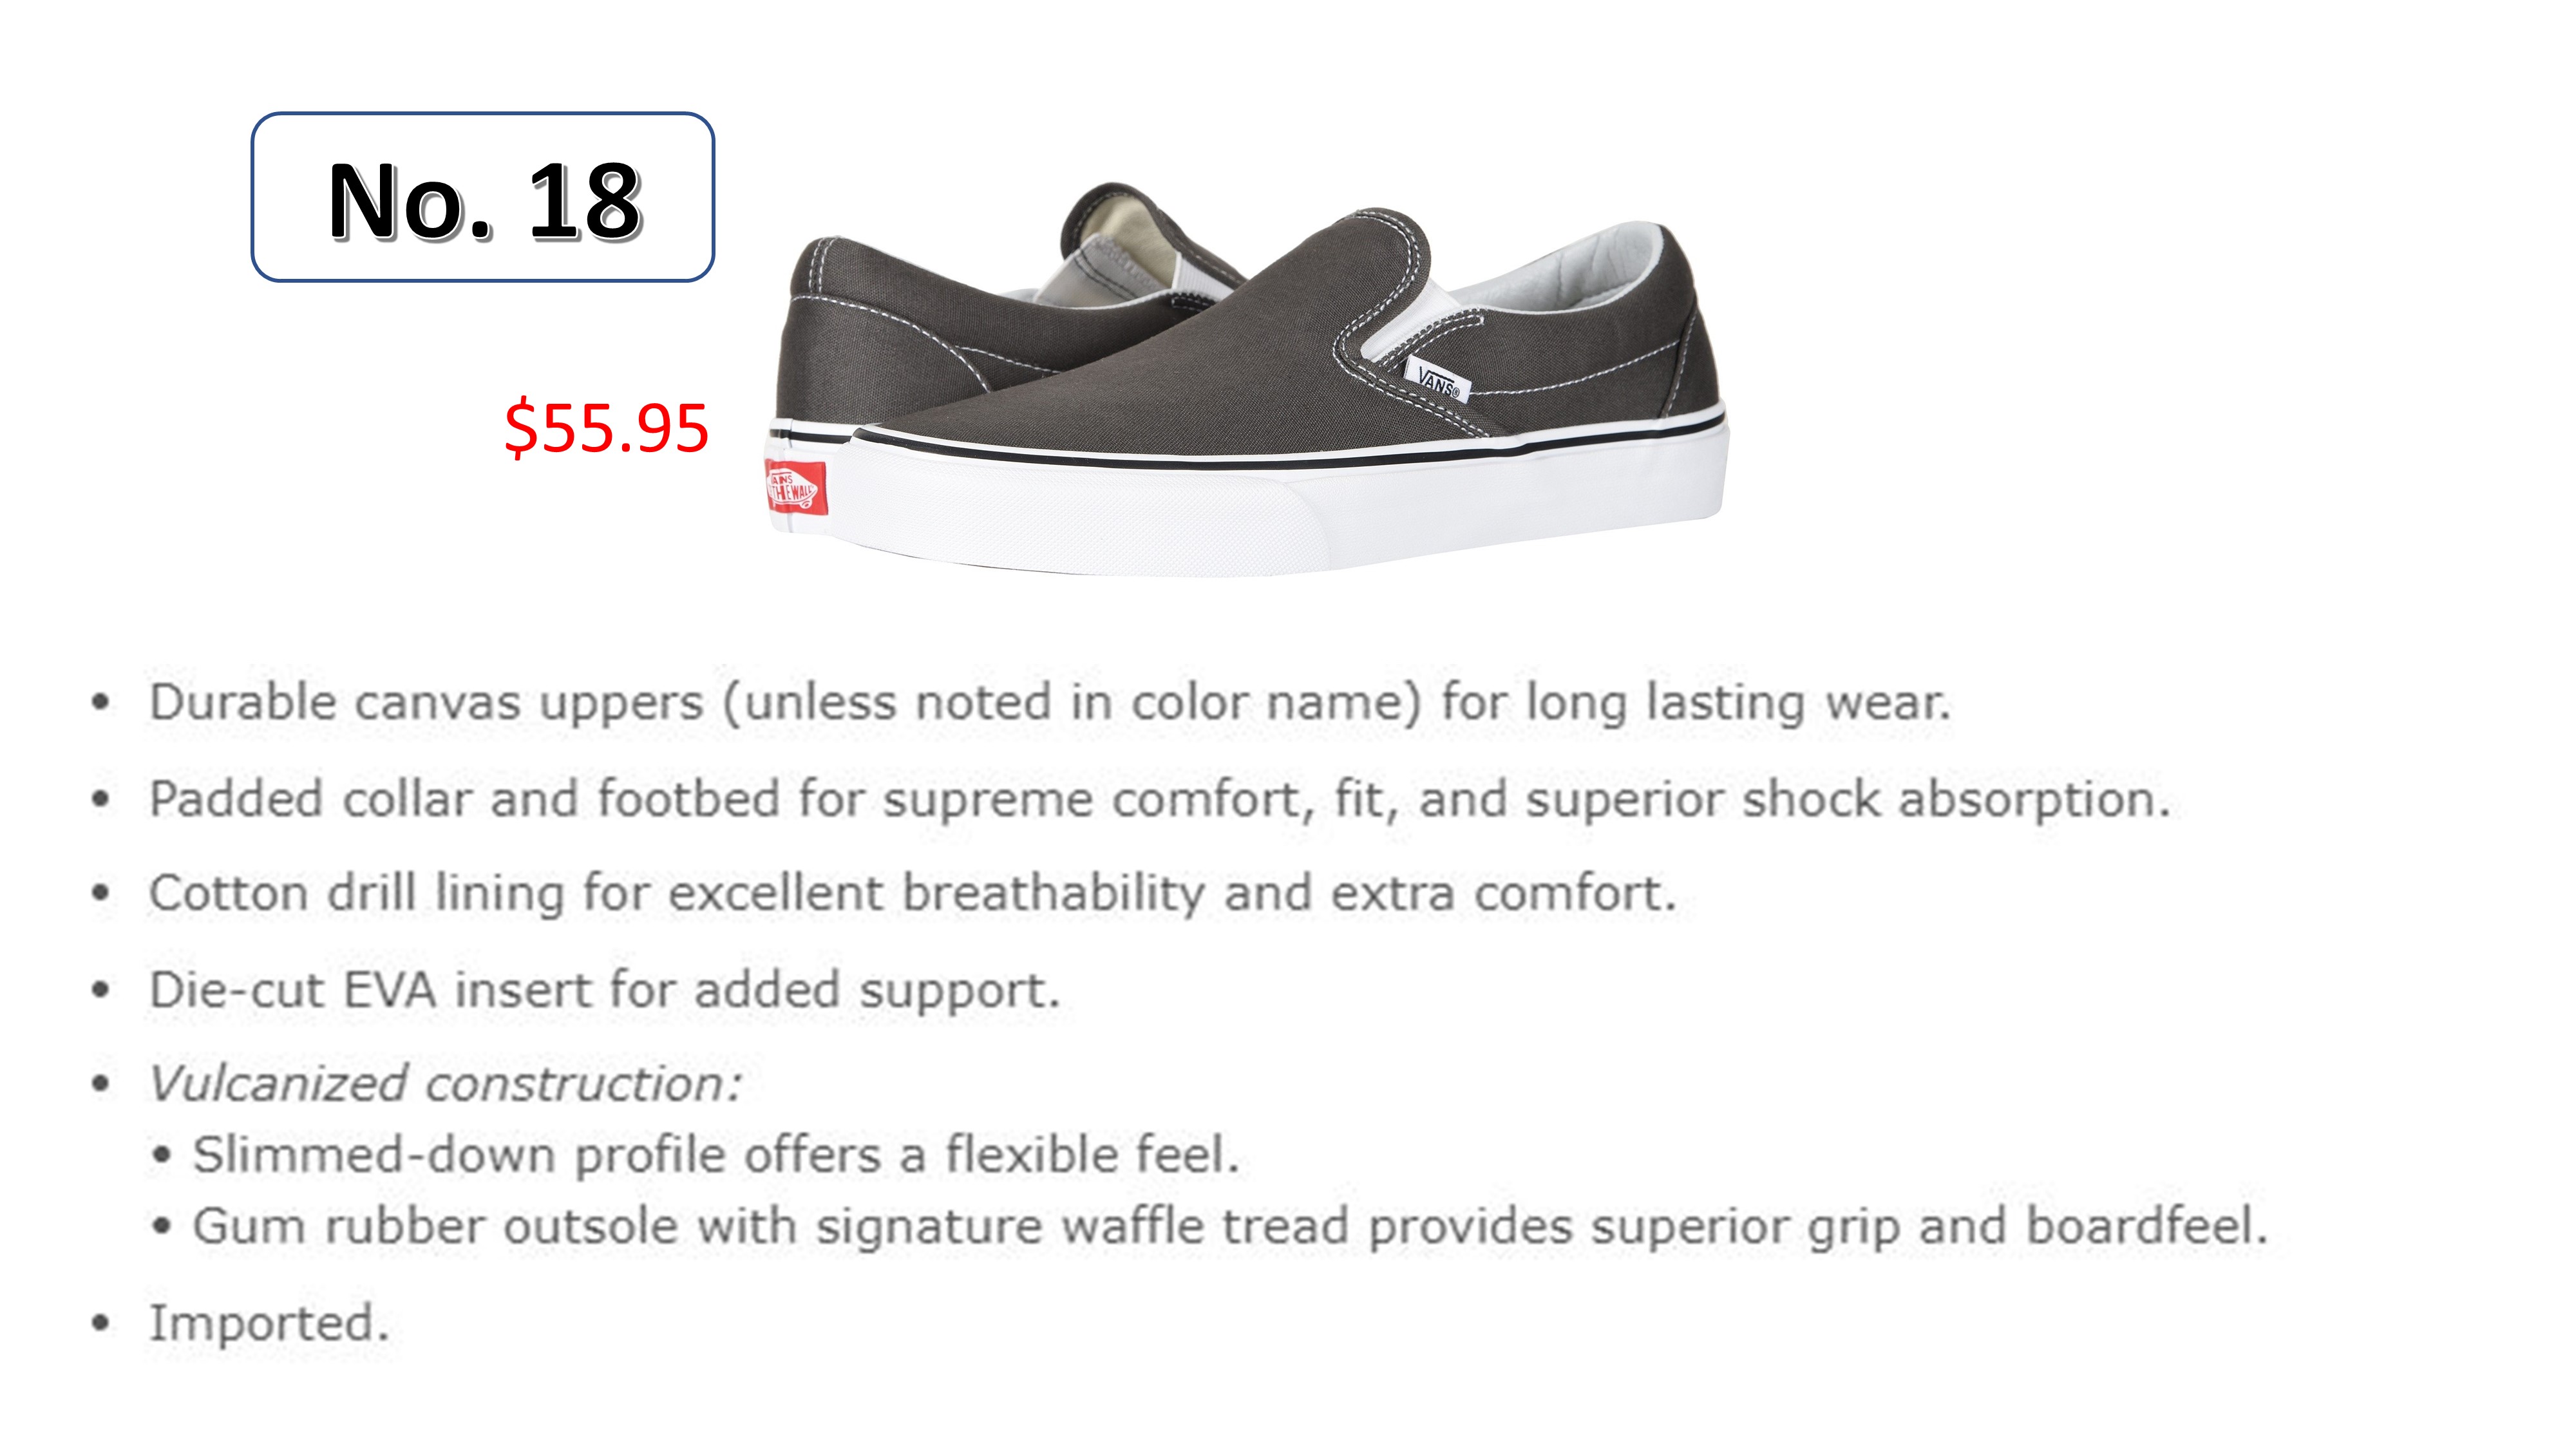 No. 18
$55.95
VANS®
VANS
THE WALL
• Durable canvas uppers (unless noted in color name) for long lasting wear.
• Padded collar and footbed for supreme comfort, fit, and superior shock absorption.
• Cotton drill lining for excellent breathability and extra comfort.
• Die-cut EVA insert for added support.
• Vulcanized construction:
• Slimmed-down profile offers a flexible feel.
• Gum rubber outsole with signature waffle tread provides superior grip and boardfeel.
• Imported.